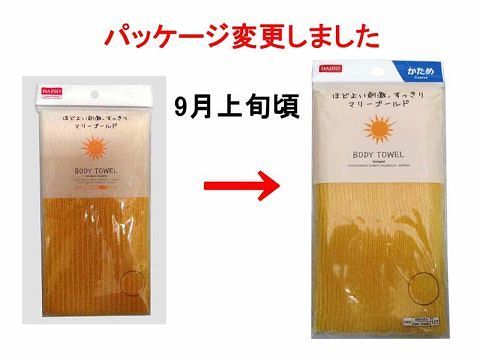 パッケージ変更しました
9月上旬頃
DAISO
ほどよい刺激、すっきり
マリーゴールド
BODY TOWEL
DAISO
かため
ほどよい刺激、すっきり
マリーゴールド
BODY TOWEL